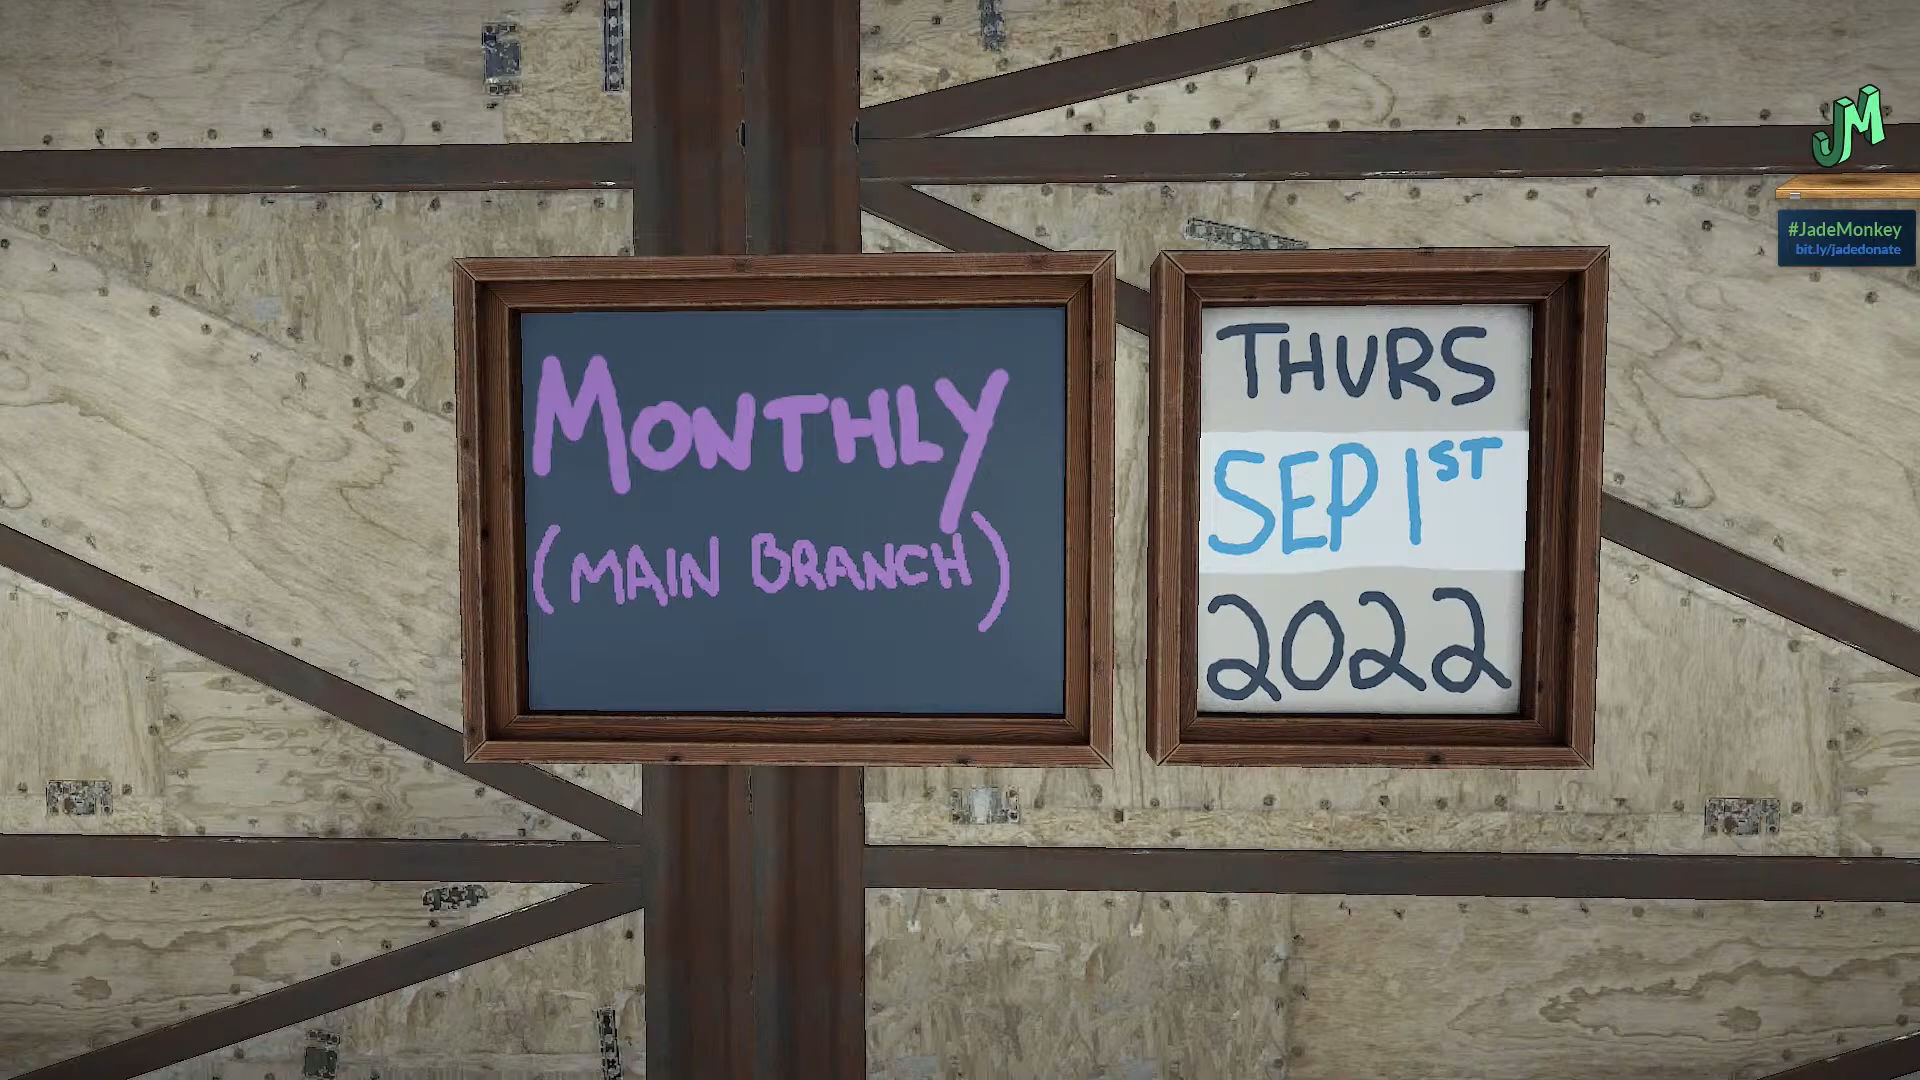 MONTHLY
(MAIN BRANCH)
THURS
SEP 1ST
2022
JM
#JadeMonkey
bit.ly/jadedonate